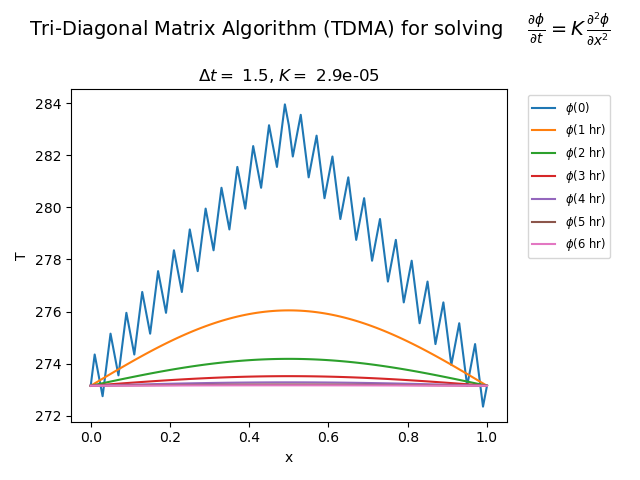 Tri-Diagonal Matrix Algorithm (TDMA) for solving ∂ϕ/∂t = K ∂²ϕ/∂x²
Δt = 1.5, K = 2.9e-05
284
282
280
278
276
274
272
T
0.0 0.2 0.4 0.6 0.8 1.0
x
ϕ(0)
ϕ(1 hr)
ϕ(2 hr)
ϕ(3 hr)
ϕ(4 hr)
ϕ(5 hr)
ϕ(6 hr)